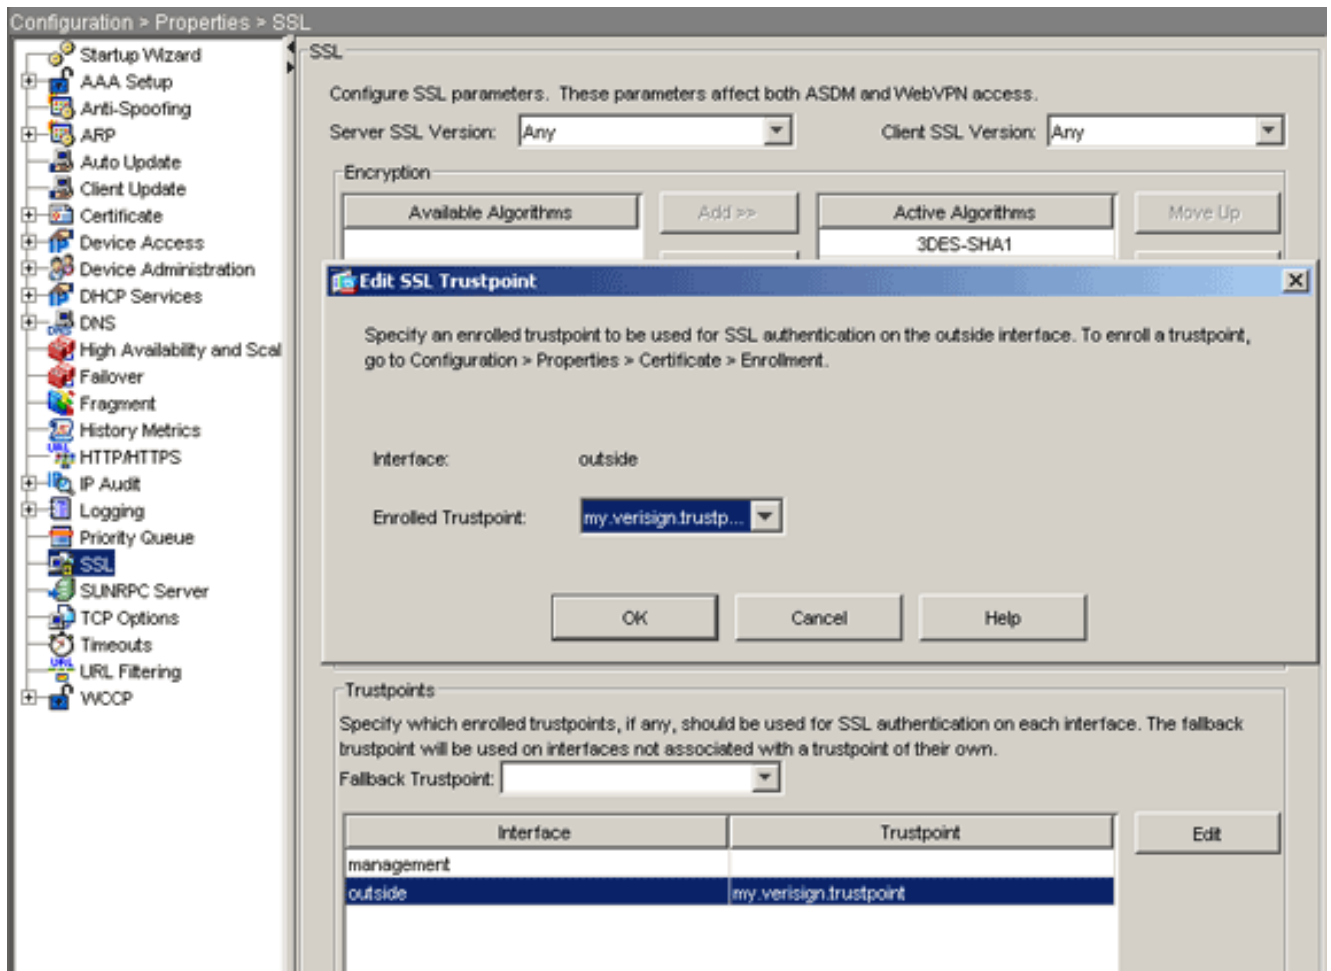 Configuration > Properties > SSL
Startup Wizard
AAA Setup
Anti-Spoofing
ARP
Auto Update
Client Update
Certificate
Device Access
Device Administration
DHCP Services
DNS
High Availability and Scal
Failover
Fragment
History Metrics
HTTP/HTTPS
IP Audit
Logging
Priority Queue
SSL
SUNRPC Server
TCP Options
Timeouts
URL Filtering
WCCP
SSL
Configure SSL parameters. These parameters affect both ASDM and WebVPN access.
Server SSL Version: Any Client SSL Version: Any
Encryption
Available Algorithms Add >> Active Algorithms Move Up
3DES-SHA1
Edit SSL Trustpoint
Specify an enrolled trustpoint to be used for SSL authentication on the outside interface. To enroll a trustpoint,
go to Configuration > Properties > Certificate > Enrollment.
Interface: outside
Enrolled Trustpoint: my.verisign.trustp...
OK Cancel Help
Trustpoints
Specify which enrolled trustpoints, if any, should be used for SSL authentication on each interface. The fallback
trustpoint will be used on interfaces not associated with a trustpoint of their own.
Fallback Trustpoint:
Interface Trustpoint Edit
management
outside my.verisign.trustpoint